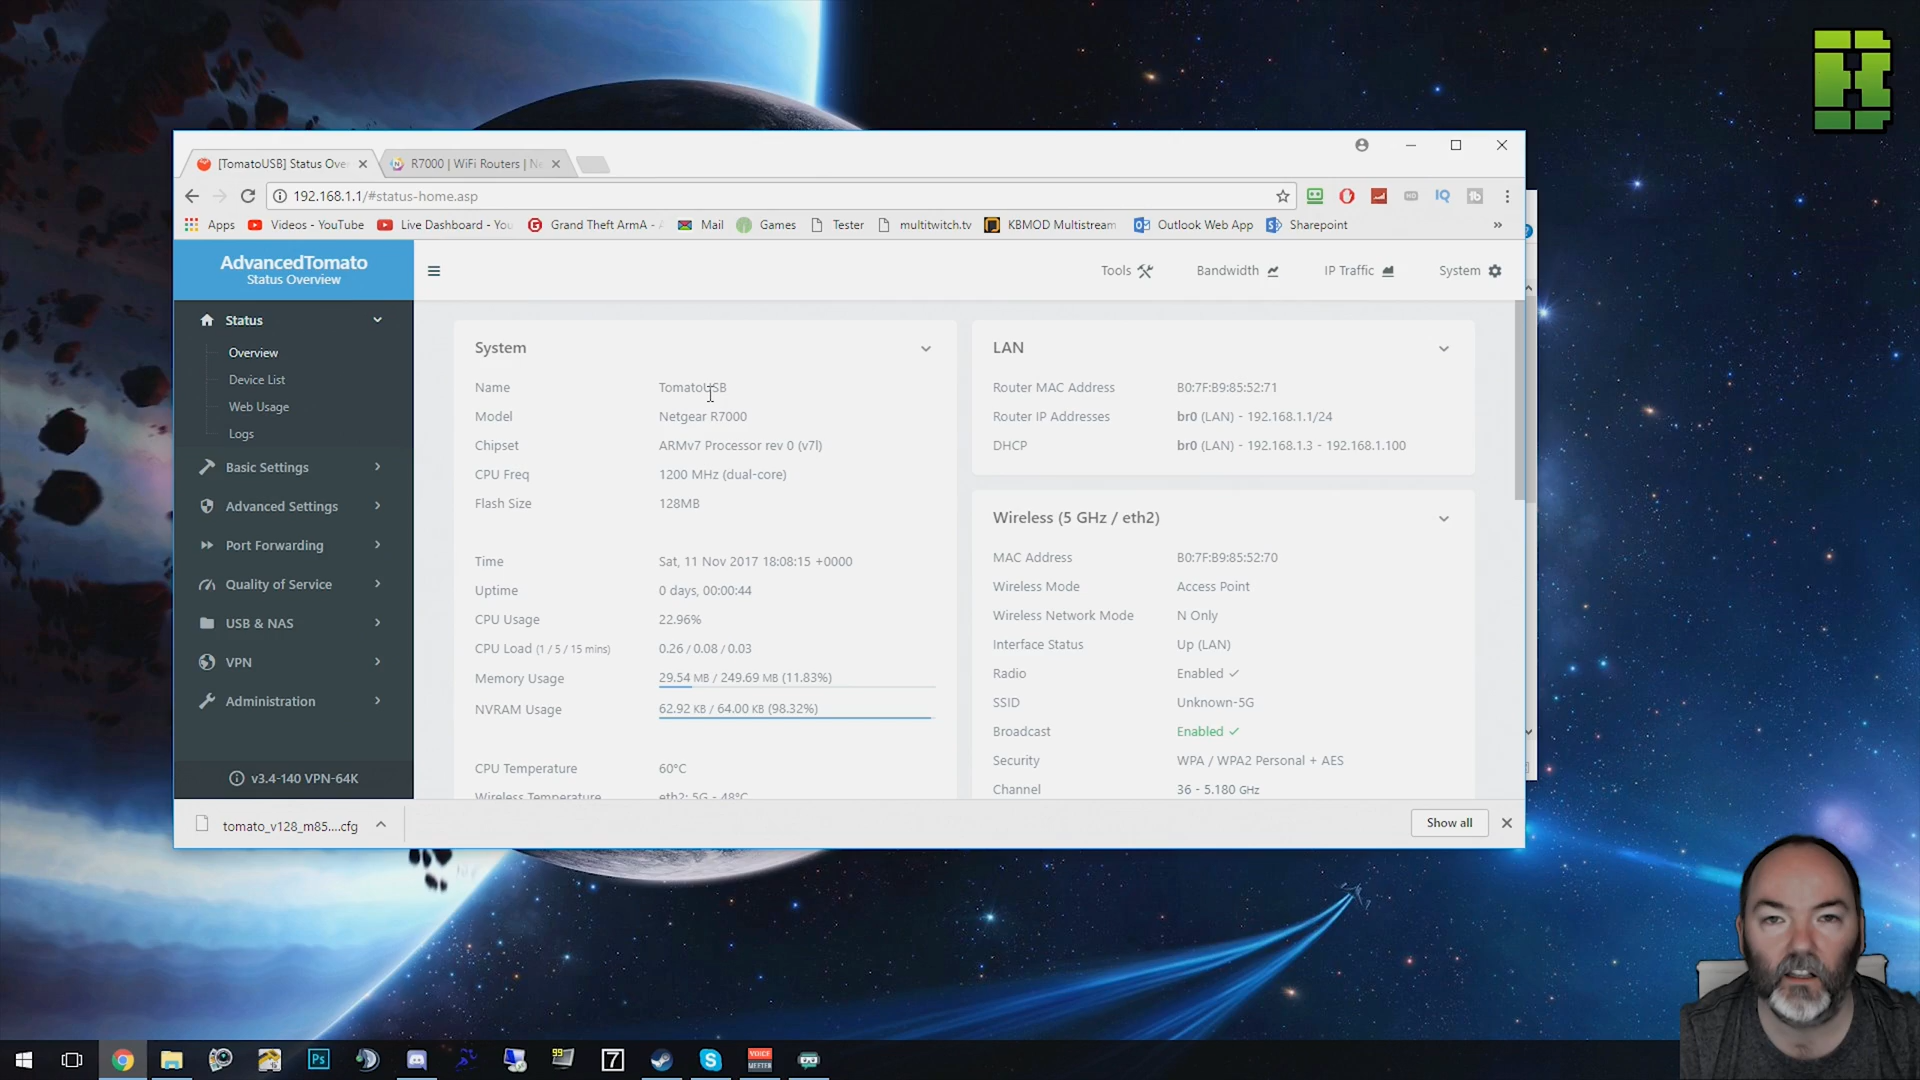 [TomatoUSB] Status Ove
R7000 | WiFi Routers | N
192.168.1.1/#status-home.asp
Apps
Videos - YouTube
Live Dashboard - You
Grand Theft ArmA -
Mail
Games
Tester
multitwitch.tv
KBMOD Multistream
Outlook Web App
Sharepoint
»
AdvancedTomato
Status Overview
Tools
Bandwidth
IP Traffic
System
Status
Overview
Device List
Web Usage
Logs
Basic Settings
Advanced Settings
Port Forwarding
Quality of Service
USB & NAS
VPN
Administration
v3.4-140 VPN-64K
System
Name TomatoUSB
Model Netgear R7000
Chipset ARMv7 Processor rev 0 (v7l)
CPU Freq 1200 MHz (dual-core)
Flash Size 128MB
Time Sat, 11 Nov 2017 18:08:15 +0000
Uptime 0 days, 00:00:44
CPU Usage 22.96%
CPU Load (1 / 5 / 15 mins) 0.26 / 0.08 / 0.03
Memory Usage 29.54 MB / 249.69 MB (11.83%)
NVRAM Usage 62.92 KB / 64.00 KB (98.32%)
CPU Temperature 60°C
Wireless Temperature eth2: 5G - 48°C
LAN
Router MAC Address B0:7F:B9:85:52:71
Router IP Addresses br0 (LAN) - 192.168.1.1/24
DHCP br0 (LAN) - 192.168.1.3 - 192.168.1.100
Wireless (5 GHz / eth2)
MAC Address B0:7F:B9:85:52:70
Wireless Mode Access Point
Wireless Network Mode N Only
Interface Status Up (LAN)
Radio Enabled
SSID Unknown-5G
Broadcast Enabled
Security WPA / WPA2 Personal + AES
Channel 36 - 5.180 GHz
tomato_v128_m85....cfg
Show all
Ps
99
7
VOICE
MEETER